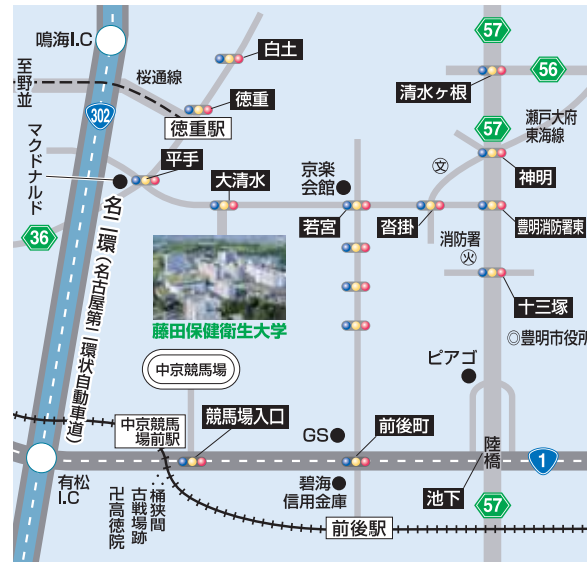 鳴海I.C
白土
57
56
清水ヶ根
至野並
桜通線
徳重
徳重駅
302
瀬戸大府
東海線
57
マクドナルド
平手
大清水
京楽
会館
文
神明
36
若宮
沓掛
豊明消防署東
名二環(名古屋第二環状自動車道)
消防署
火
十三塚
藤田保健衛生大学
◎豊明市役所
中京競馬場
ピアゴ
中京競馬
場前駅
競馬場入口
GS
前後町
陸橋
1
有松
I.C
桶狭間
古戦場跡
卍高徳院
碧海
信用金庫
池下
57
前後駅